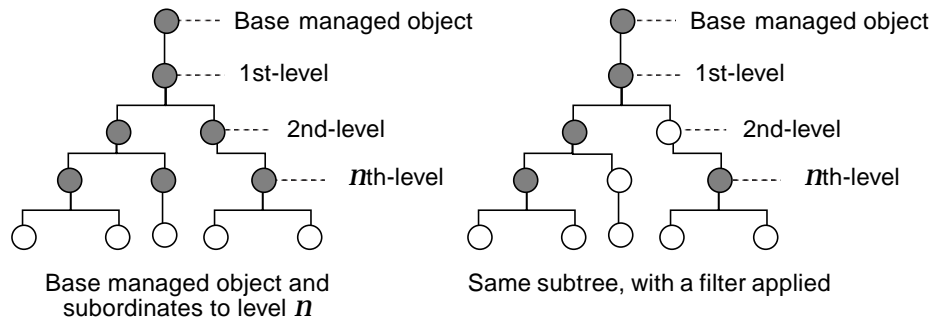 Base managed object
1st-level
2nd-level
nth-level
Base managed object and
subordinates to level n
Base managed object
1st-level
2nd-level
nth-level
Same subtree, with a filter applied